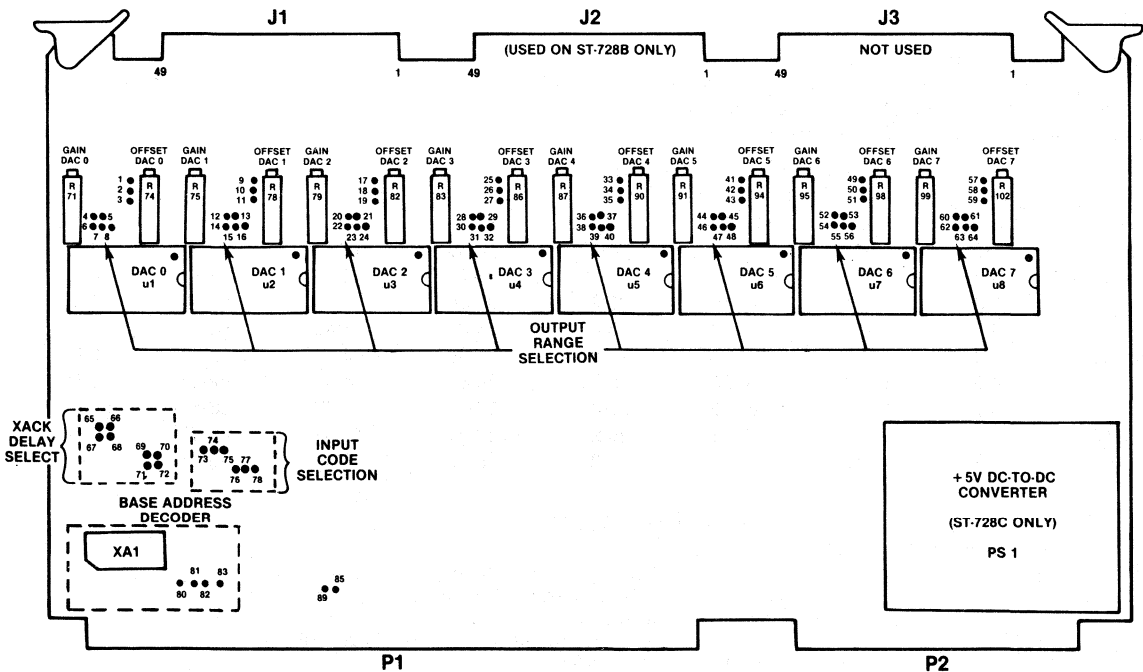 J1 J2 J3
(USED ON ST-728B ONLY) NOT USED
49 1 49 1 49 1
GAIN DAC 0 OFFSET DAC 0 GAIN DAC 1 OFFSET DAC 1 GAIN DAC 2 OFFSET DAC 2 GAIN DAC 3 OFFSET DAC 3 GAIN DAC 4 OFFSET DAC 4 GAIN DAC 5 OFFSET DAC 5 GAIN DAC 6 OFFSET DAC 6 GAIN DAC 7 OFFSET DAC 7
R 71 R 74 R 75 R 78 R 79 R 82 R 83 R 86 R 87 R 90 R 91 R 94 R 95 R 98 R 99 R 102
1 9 17 25 33 41 49 57
2 10 18 26 34 42 50 58
3 11 19 27 35 43 51 59
4 5 12 13 20 21 28 29 36 37 44 45 52 53 60 61
6 14 22 30 38 46 54 62
7 8 15 16 23 24 31 32 39 40 47 48 55 56 63 64
DAC 0 DAC 1 DAC 2 DAC 3 DAC 4 DAC 5 DAC 6 DAC 7
u1 u2 u3 u4 u5 u6 u7 u8
OUTPUT
RANGE
SELECTION
XACK
DELAY
SELECT
65 66
67 68
69 70
71 72
74
73 75 77
76 78
INPUT
CODE
SELECTION
BASE ADDRESS
DECODER
XA1
81 83
80 82
85
89
+5V DC-TO-DC
CONVERTER
(ST-728C ONLY)
PS 1
P1 P2